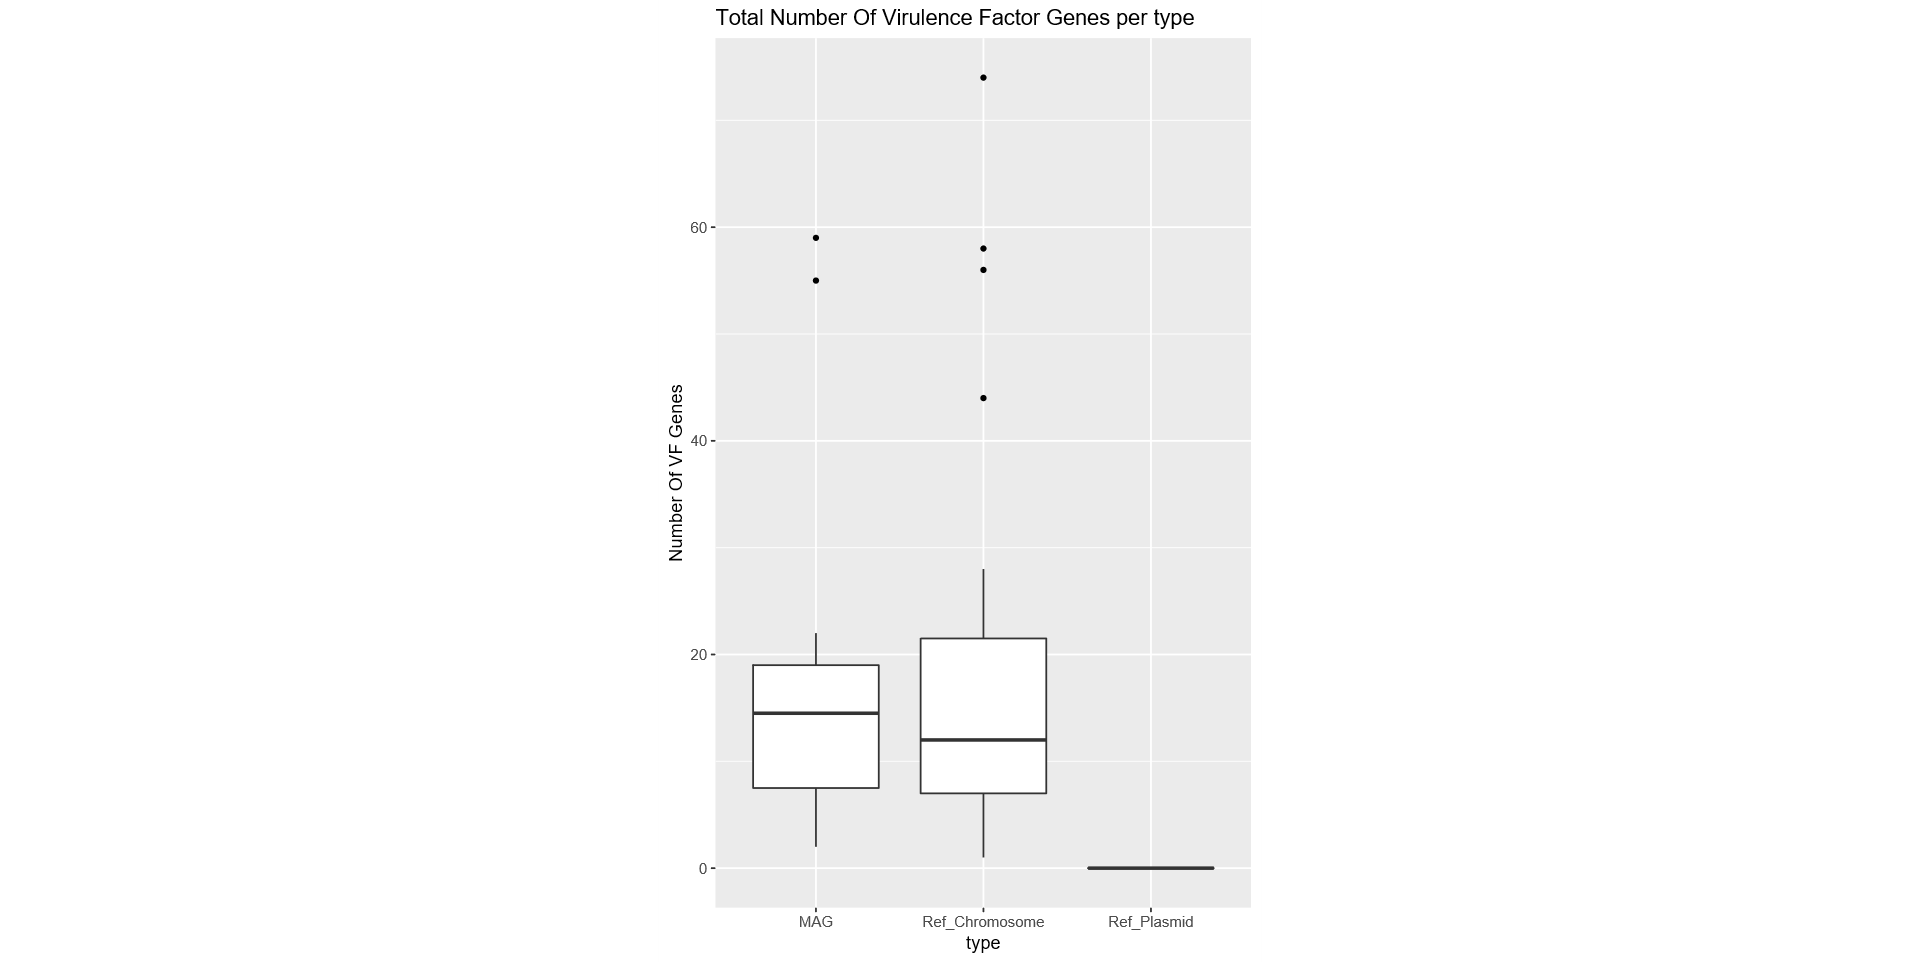 Total Number Of Virulence Factor Genes per type
Number Of VF Genes
60
40
20
0
MAG Ref_Chromosome Ref_Plasmid
type